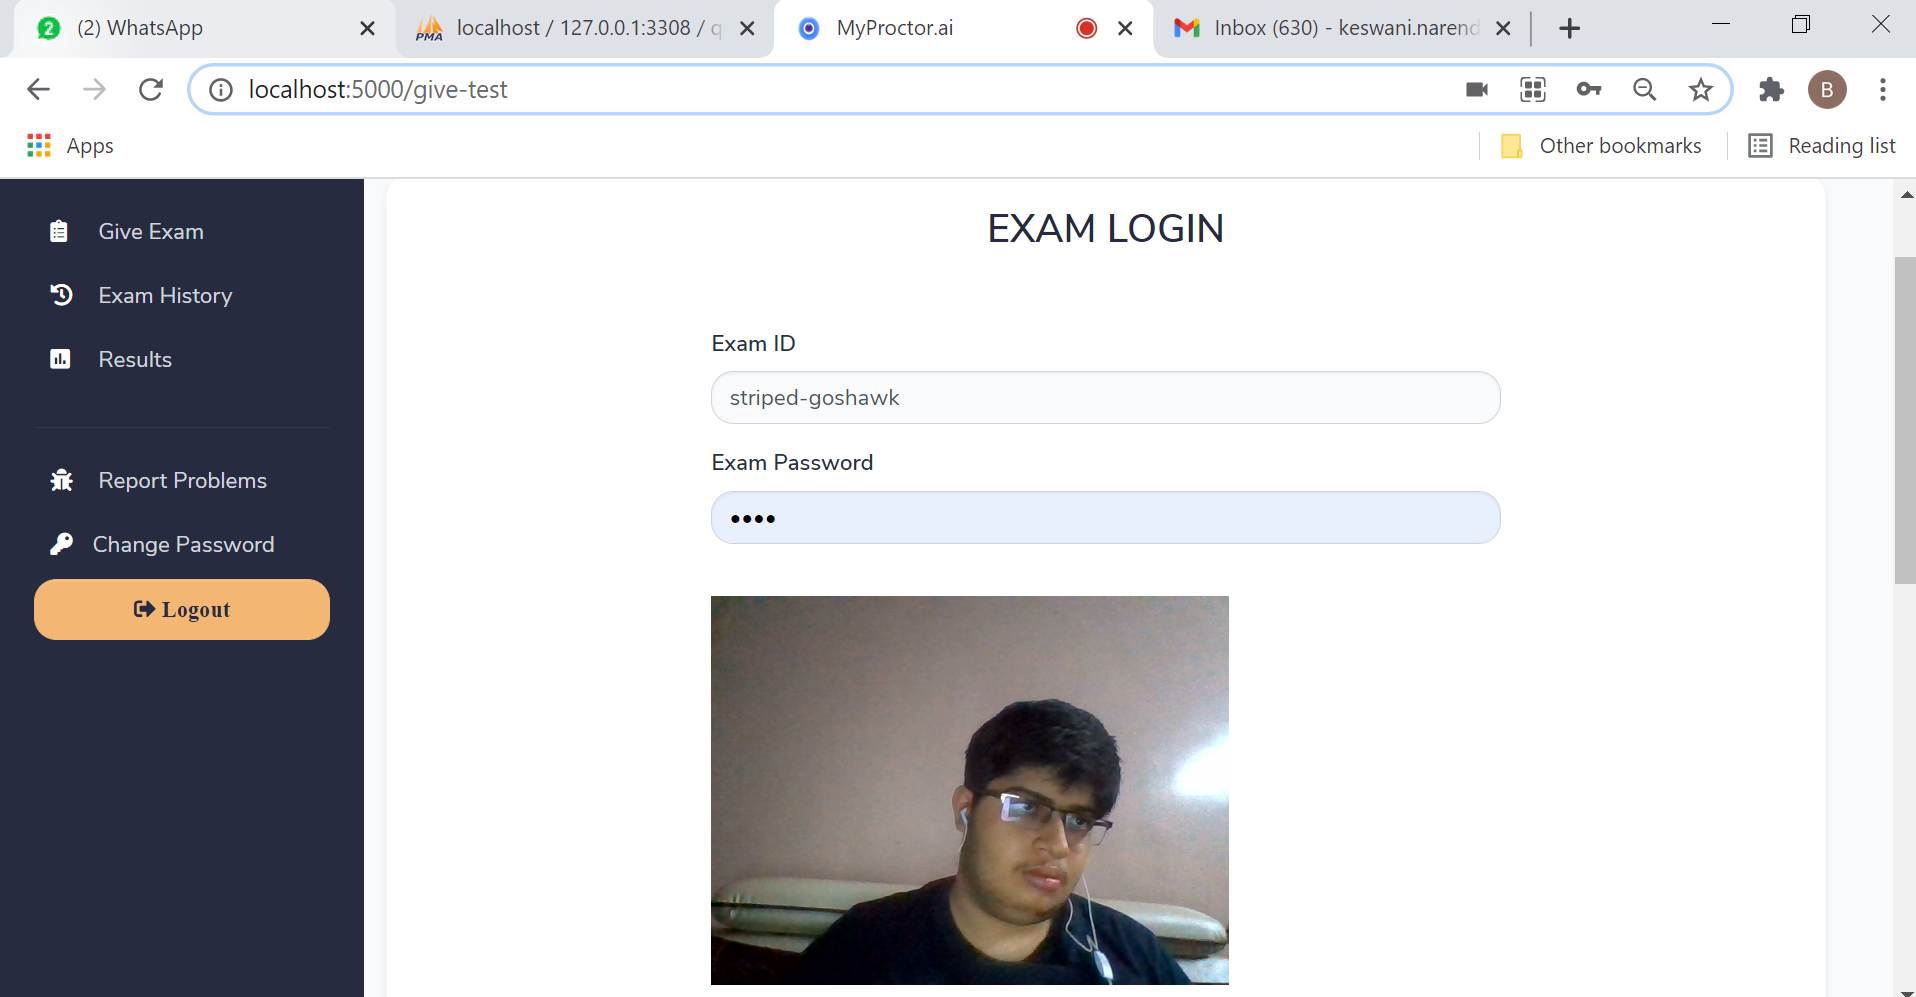 (2) WhatsApp
localhost / 127.0.0.1:3308 / q
MyProctor.ai
Inbox (630) - keswani.narend
localhost:5000/give-test
B
Apps
Other bookmarks
Reading list
Give Exam
Exam History
Results
Report Problems
Change Password
Logout
EXAM LOGIN
Exam ID
striped-goshawk
Exam Password
••••
2
PMA